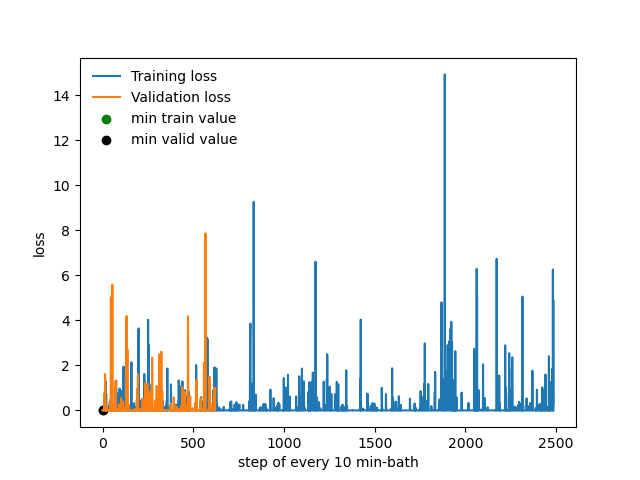 Training loss
Validation loss
min train value
min valid value
14
12
10
8
6
4
2
0
loss
0 500 1000 1500 2000 2500
step of every 10 min-bath